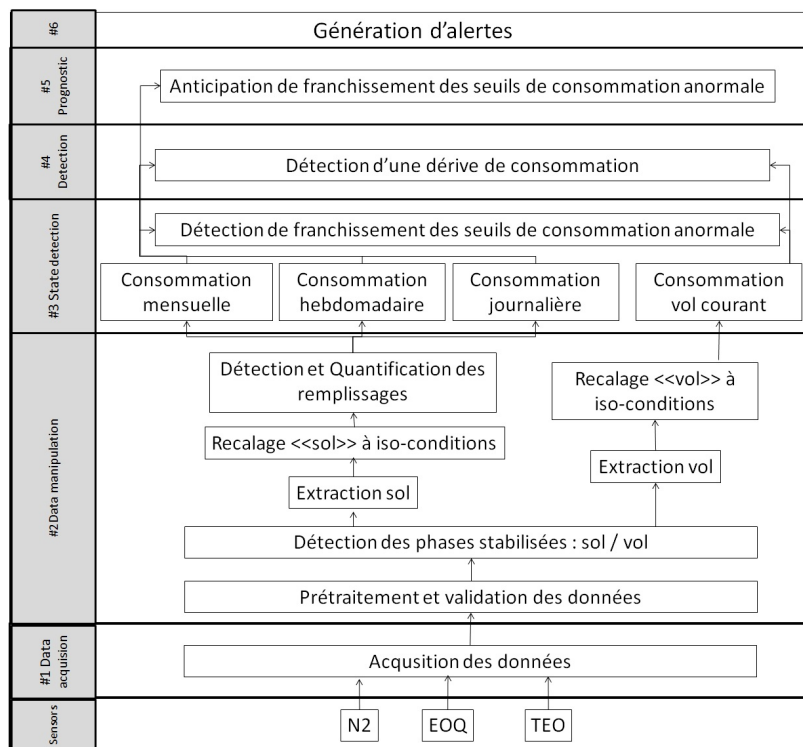 #6
Génération d'alertes
#5
Prognostic
Anticipation de franchissement des seuils de consommation anormale
#4
Detection
Détection d'une dérive de consommation
#3 State detection
Détection de franchissement des seuils de consommation anormale
Consommation
mensuelle
Consommation
hebdomadaire
Consommation
journalière
Consommation
vol courant
#2Data manipulation
Détection et Quantification des
remplissages
Recalage <<vol>> à
iso-conditions
Recalage <<sol>> à iso-conditions
Extraction vol
Extraction sol
Détection des phases stabilisées : sol / vol
Prétraitement et validation des données
#1 Data
acquision
Acqusition des données
Sensors
N2
EOQ
TEO